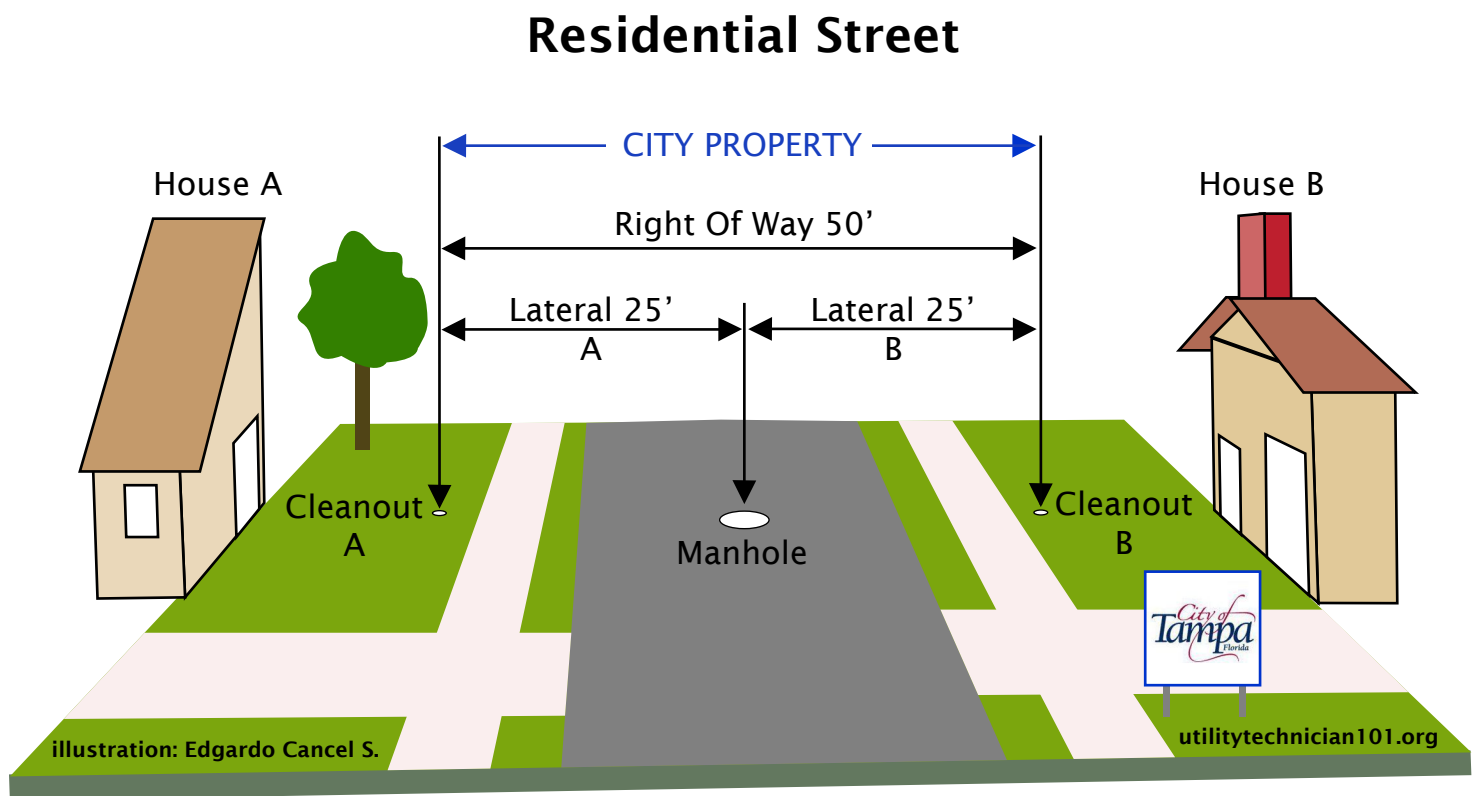 Residential Street
CITY PROPERTY
House A
House B
Right Of Way 50’
Lateral 25’
A
Lateral 25’
B
Cleanout
A
Manhole
Cleanout
B
City of
Tampa
Florida
illustration: Edgardo Cancel S.
utilitytechnician101.org